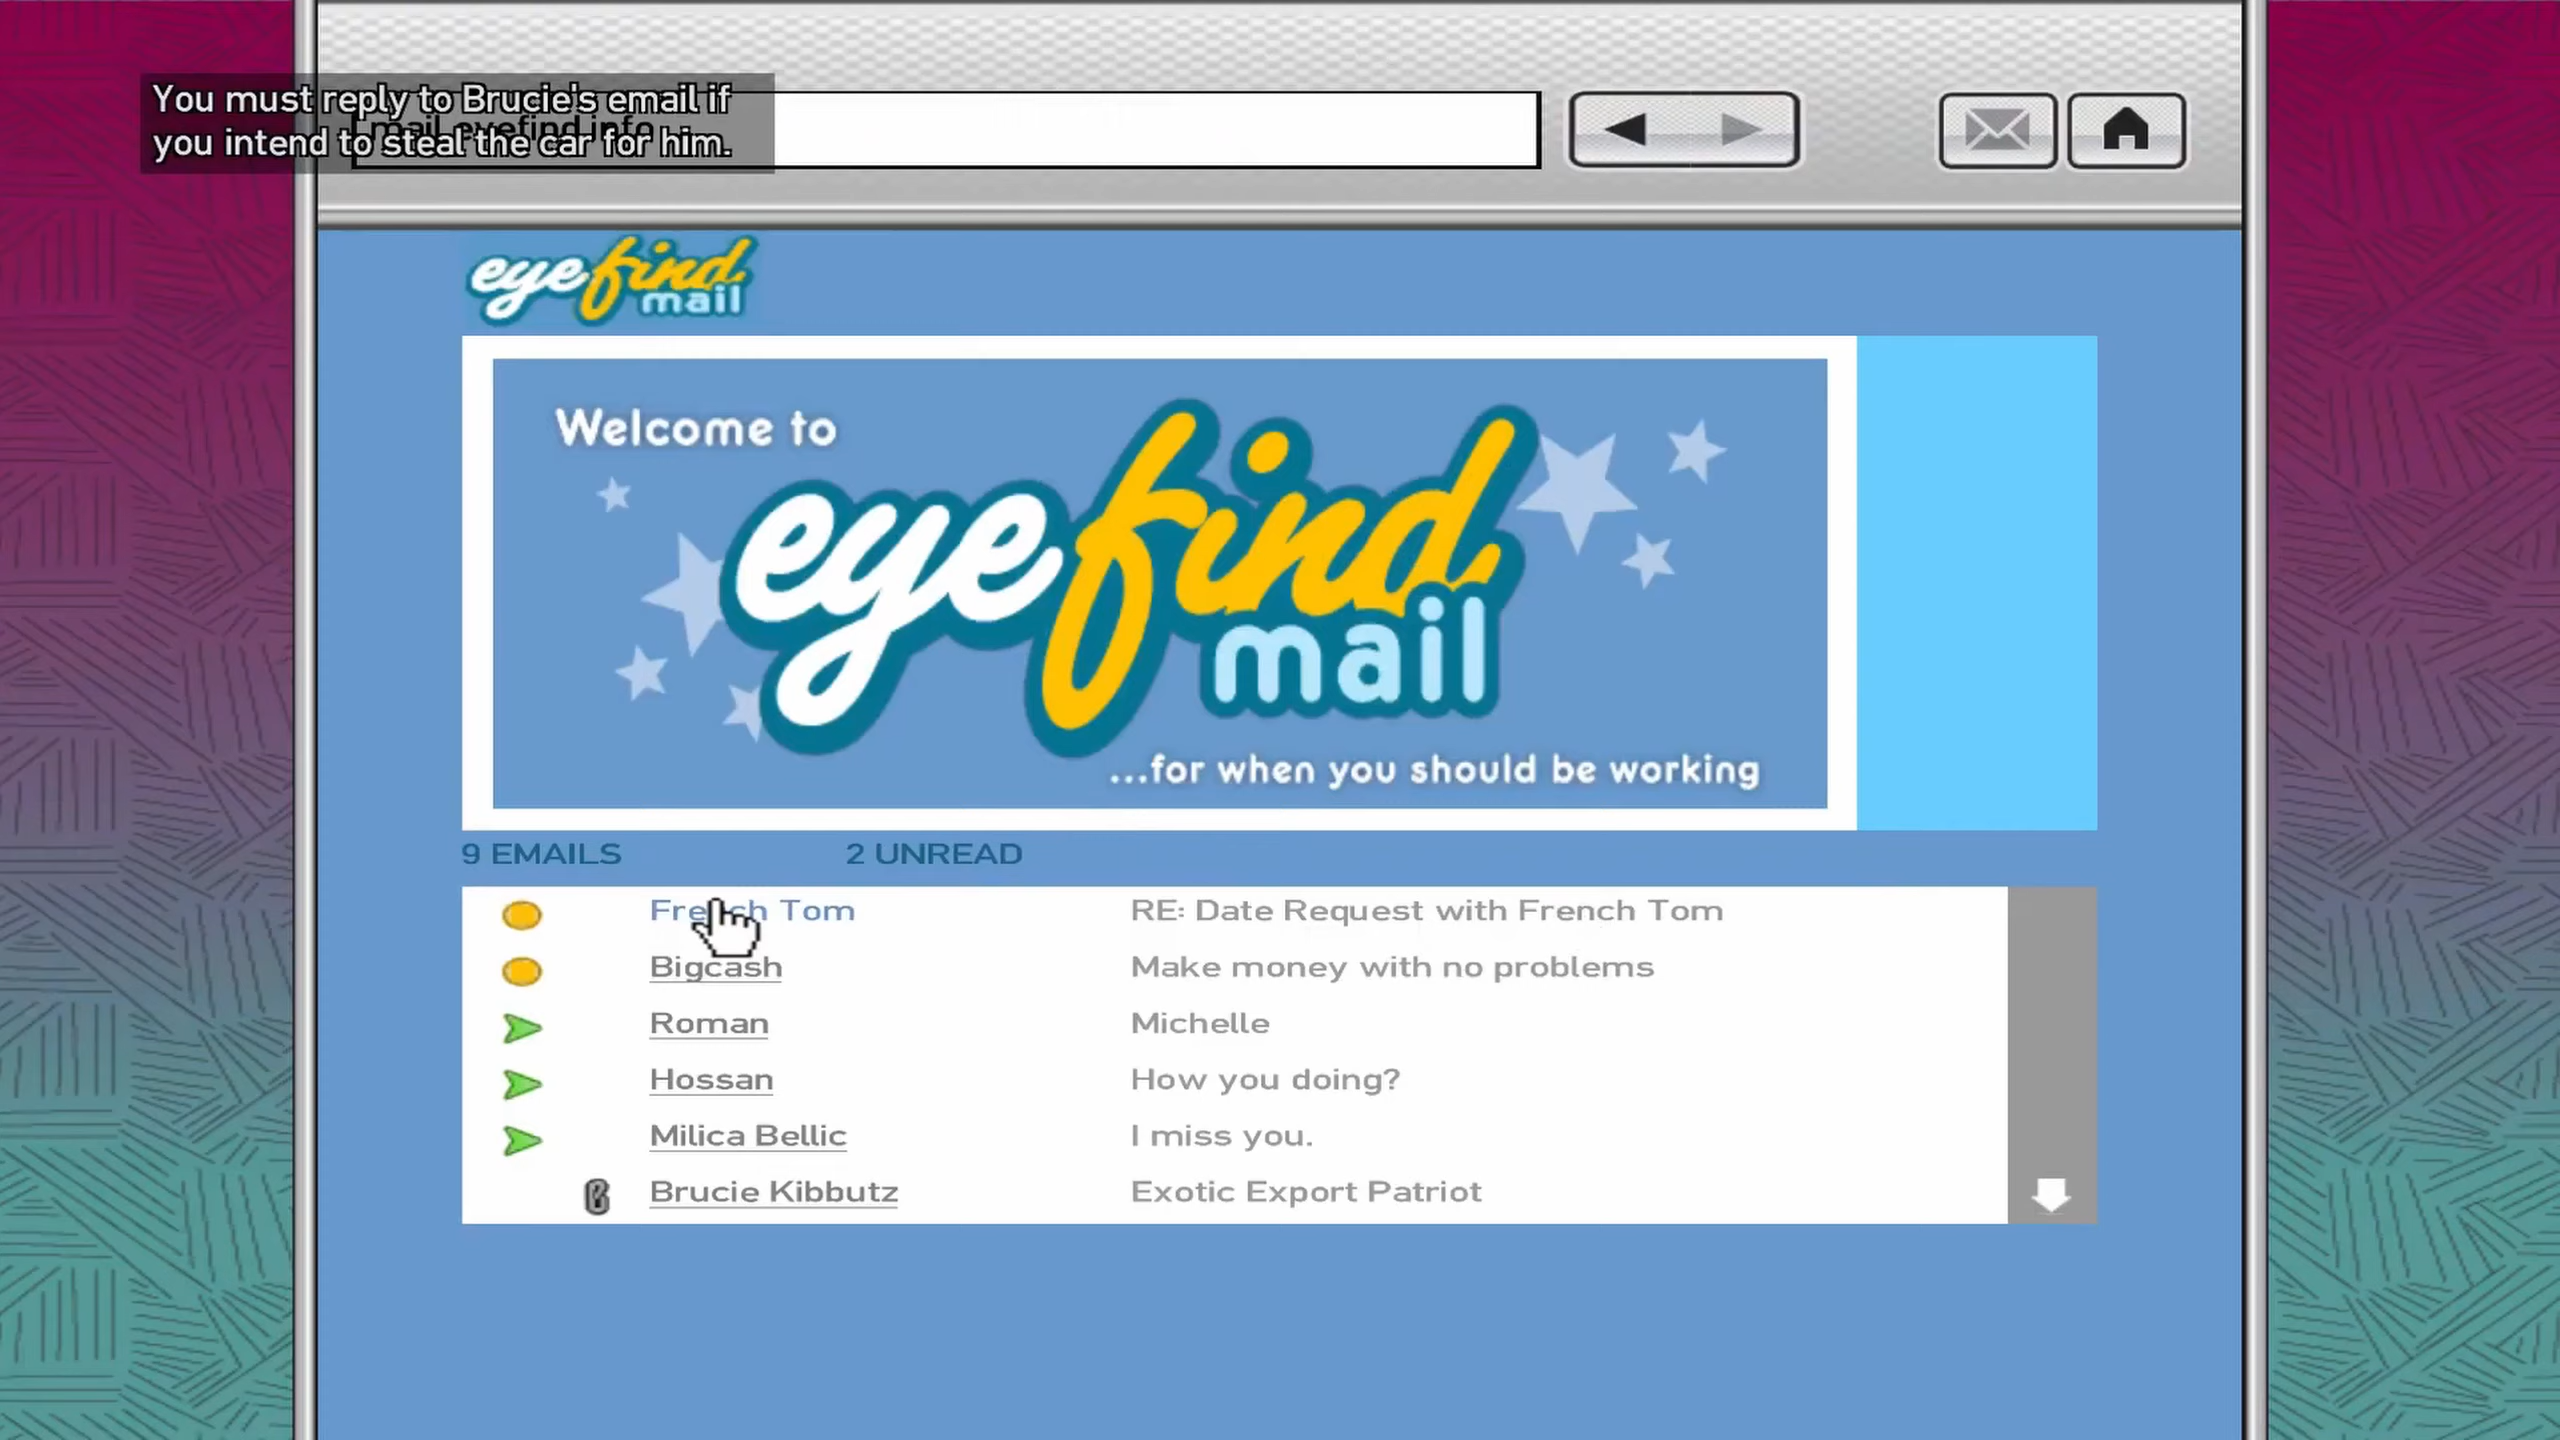 You must reply to Brucie's email if
you intend to steal the car for him.
mail.eyefind.info
eyefind
mail
Welcome to
eyefind
mail
...for when you should be working
9 EMAILS 2 UNREAD
French Tom RE: Date Request with French Tom
Bigcash Make money with no problems
Roman Michelle
Hossan How you doing?
Milica Bellic I miss you.
Brucie Kibbutz Exotic Export Patriot